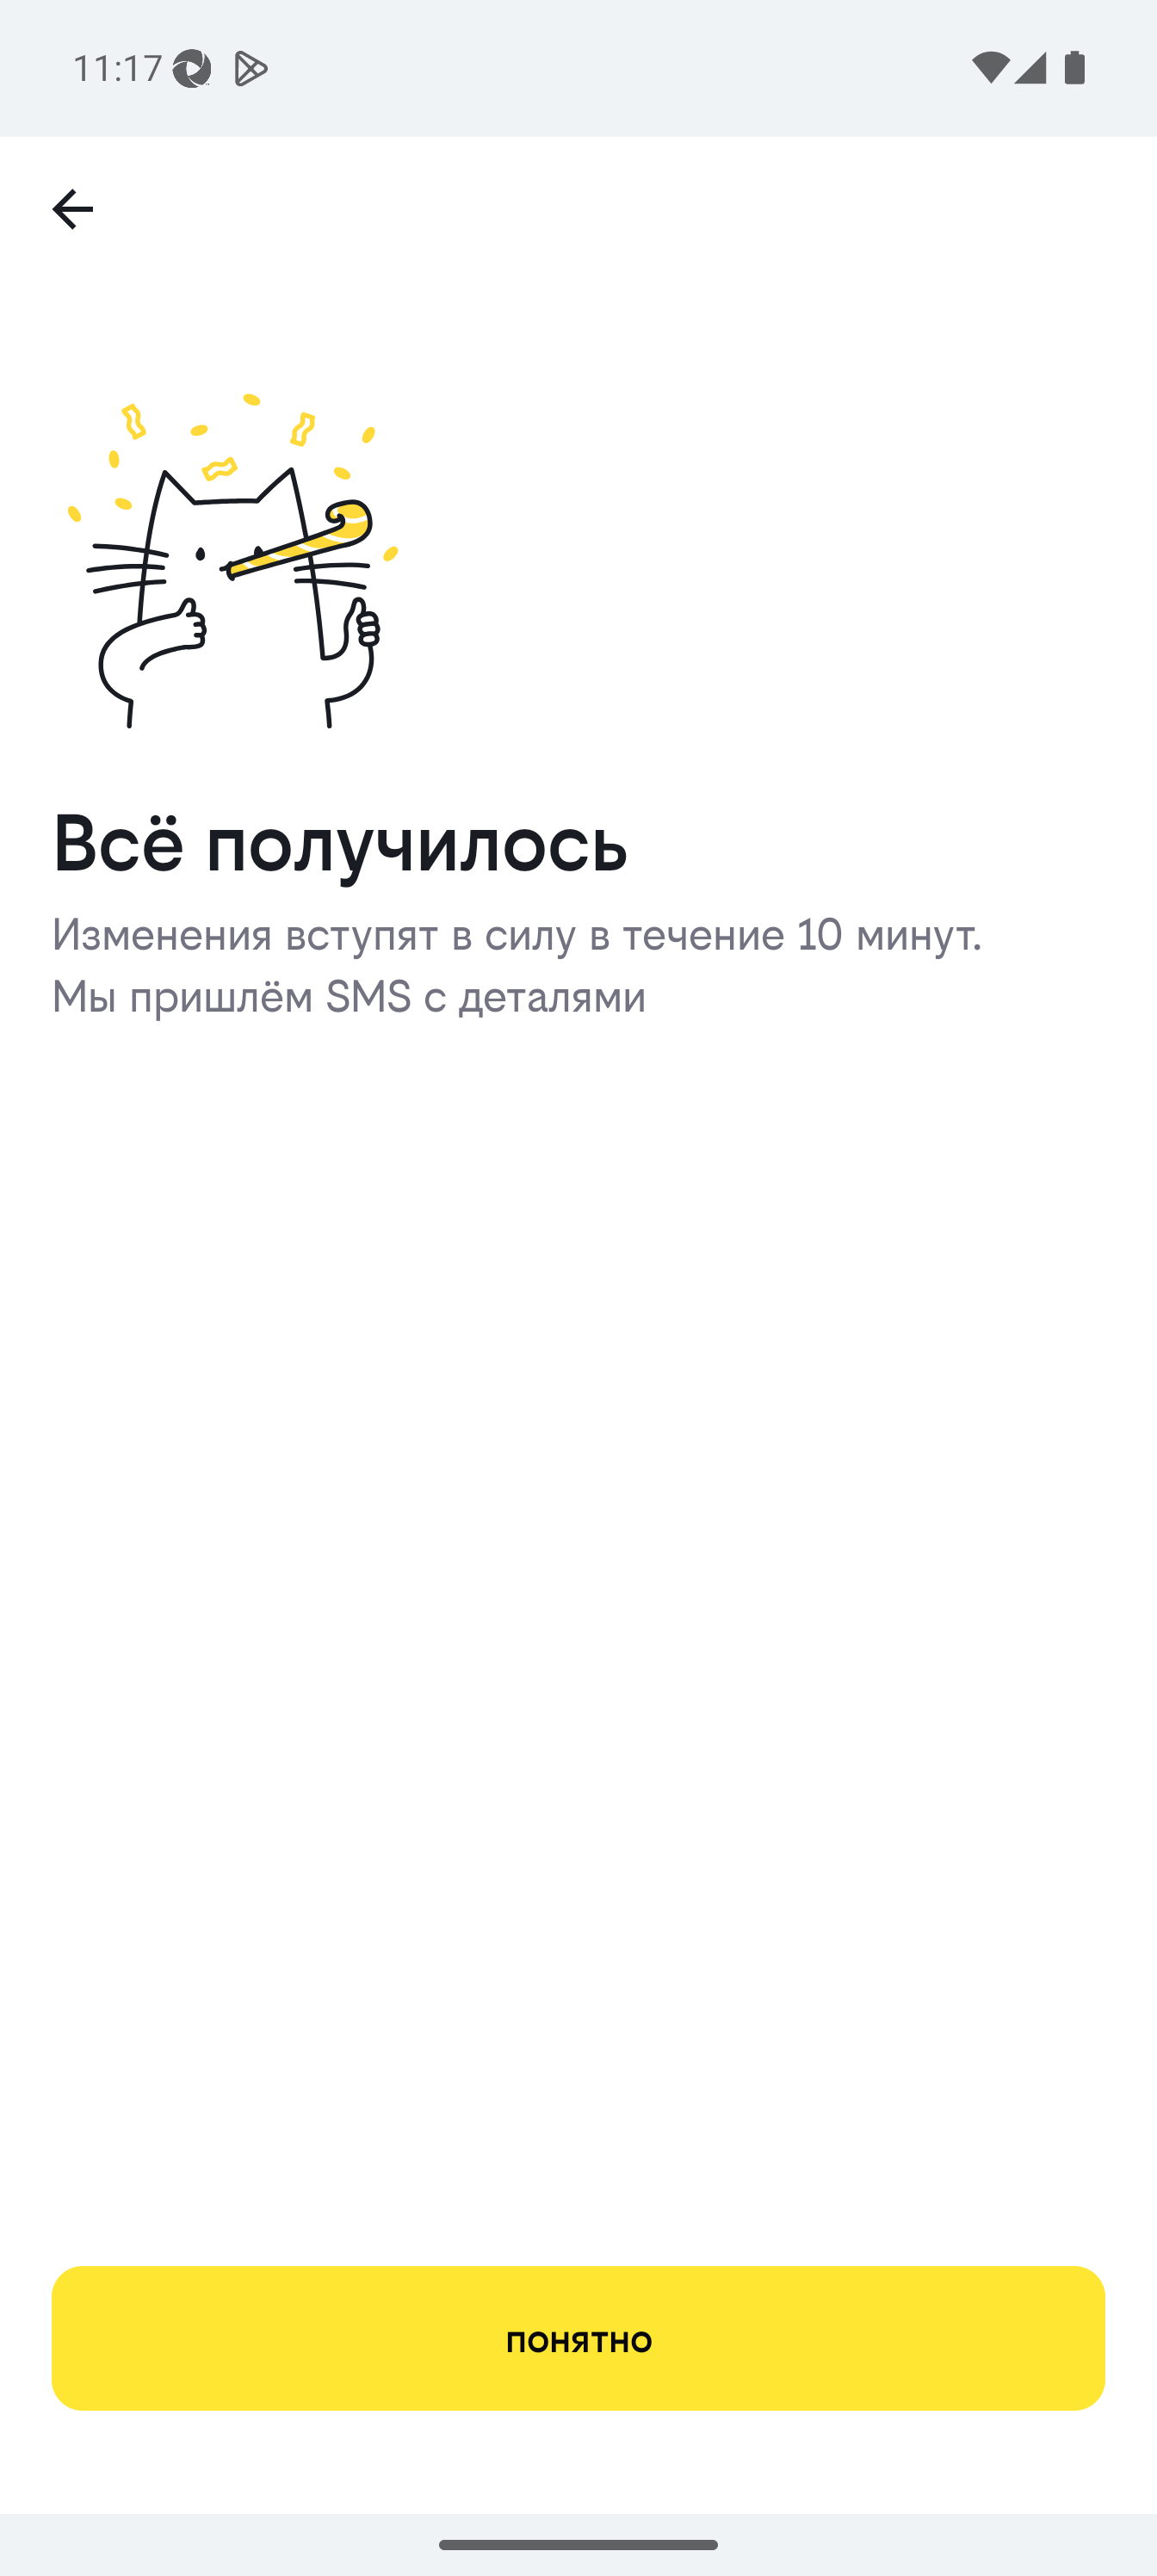 11:17
Всё получилось
Изменения вступят в силу в течение 10 минут.
Мы пришлём SMS с деталями
понятно